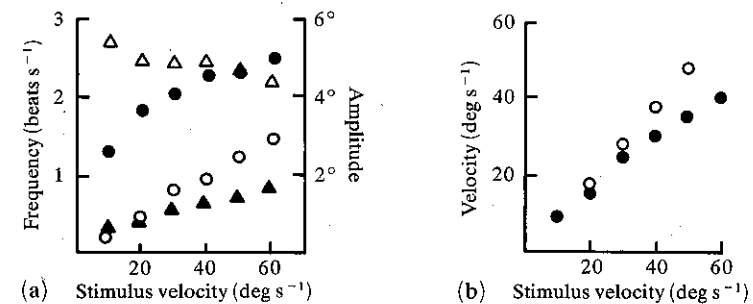 3
2
1
Frequency (beats s⁻¹)
6°
4°
2°
Amplitude
20 40 60
(a) Stimulus velocity (deg s⁻¹)
60
40
20
Velocity (deg s⁻¹)
20 40 60
(b) Stimulus velocity (deg s⁻¹)